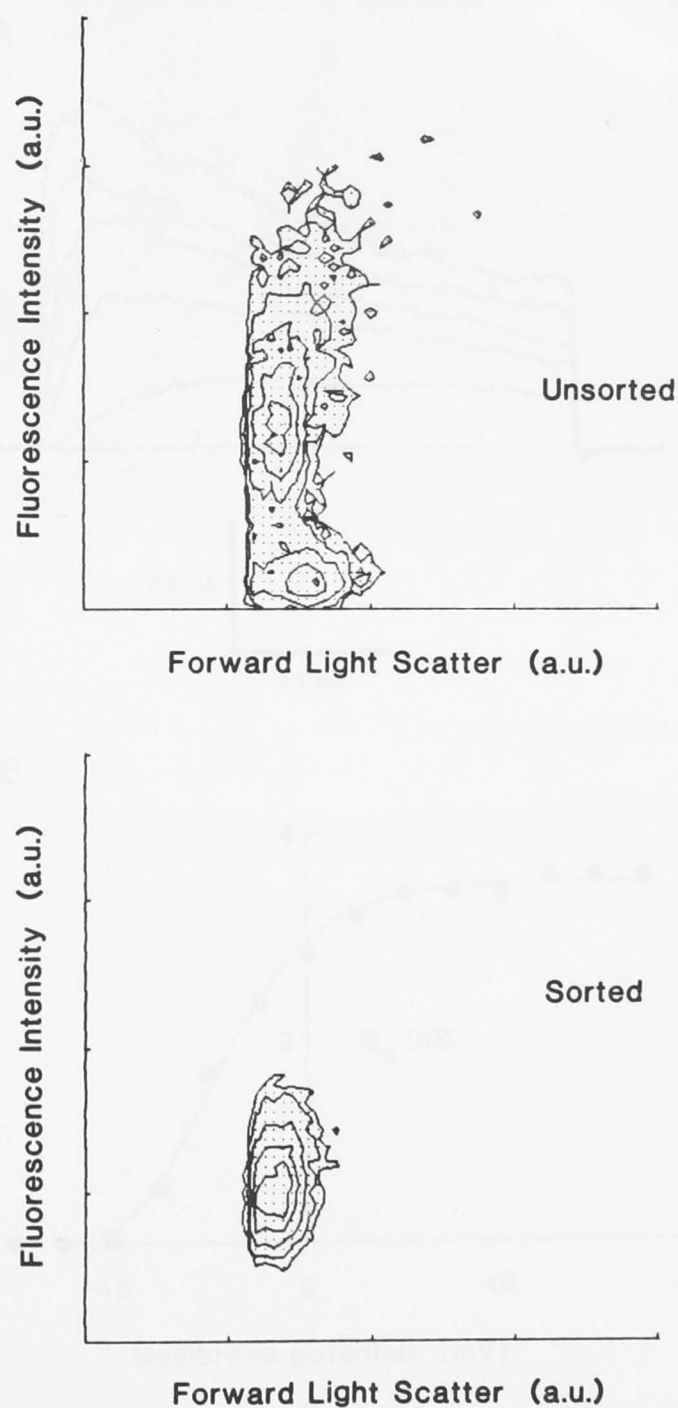 Fluorescence Intensity (a.u.)
Unsorted
Forward Light Scatter (a.u.)
Fluorescence Intensity (a.u.)
Sorted
Forward Light Scatter (a.u.)